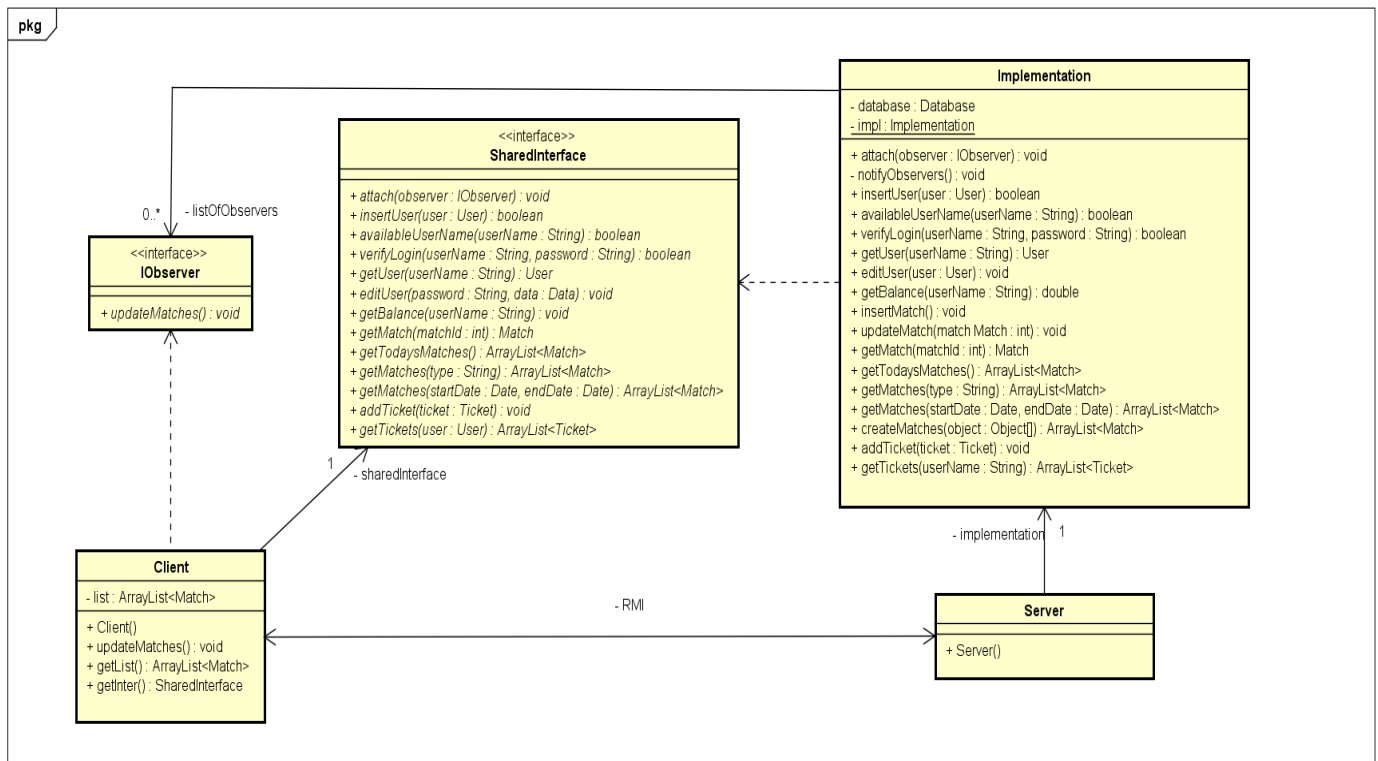 pkg
Implementation
- database : Database
- impl : Implementation
+ attach(observer : IObserver) : void
- notifyObservers() : void
+ insertUser(user : User) : boolean
+ availableUserName(userName : String) : boolean
+ verifyLogin(userName : String, password : String) : boolean
+ getUser(userName : String) : User
+ editUser(user : User) : void
+ getBalance(userName : String) : double
+ insertMatch() : void
+ updateMatch(match Match : int) : void
+ getMatch(matchId : int) : Match
+ getTodaysMatches() : ArrayList<Match>
+ getMatches(type : String) : ArrayList<Match>
+ getMatches(startDate : Date, endDate : Date) : ArrayList<Match>
+ createMatches(object : Object[]) : ArrayList<Match>
+ addTicket(ticket : Ticket) : void
+ getTickets(userName : String) : ArrayList<Ticket>
<<interface>>
SharedInterface
+ attach(observer : IObserver) : void
+ insertUser(user : User) : boolean
+ availableUserName(userName : String) : boolean
+ verifyLogin(userName : String, password : String) : boolean
+ getUser(userName : String) : User
+ editUser(password : String, data : Data) : void
+ getBalance(userName : String) : void
+ getMatch(matchId : int) : Match
+ getTodaysMatches() : ArrayList<Match>
+ getMatches(type : String) : ArrayList<Match>
+ getMatches(startDate : Date, endDate : Date) : ArrayList<Match>
+ addTicket(ticket : Ticket) : void
+ getTickets(user : User) : ArrayList<Ticket>
0..*
- listOfObservers
<<interface>>
IObserver
+ updateMatches() : void
1
- sharedInterface
- implementation
1
Client
- list : ArrayList<Match>
+ Client()
+ updateMatches() : void
+ getList() : ArrayList<Match>
+ getInter() : SharedInterface
- RMI
Server
+ Server()